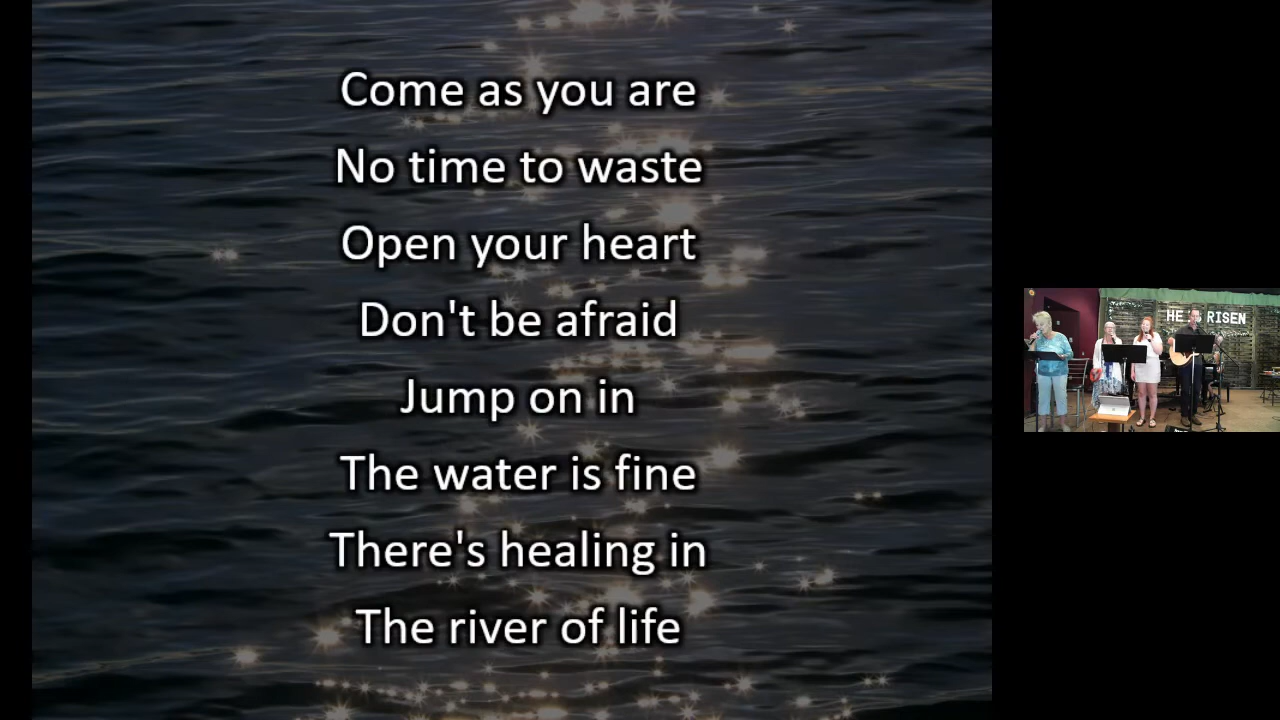 Come as you are
No time to waste
Open your heart
Don't be afraid
Jump on in
The water is fine
There's healing in
The river of life
HE IS RISEN